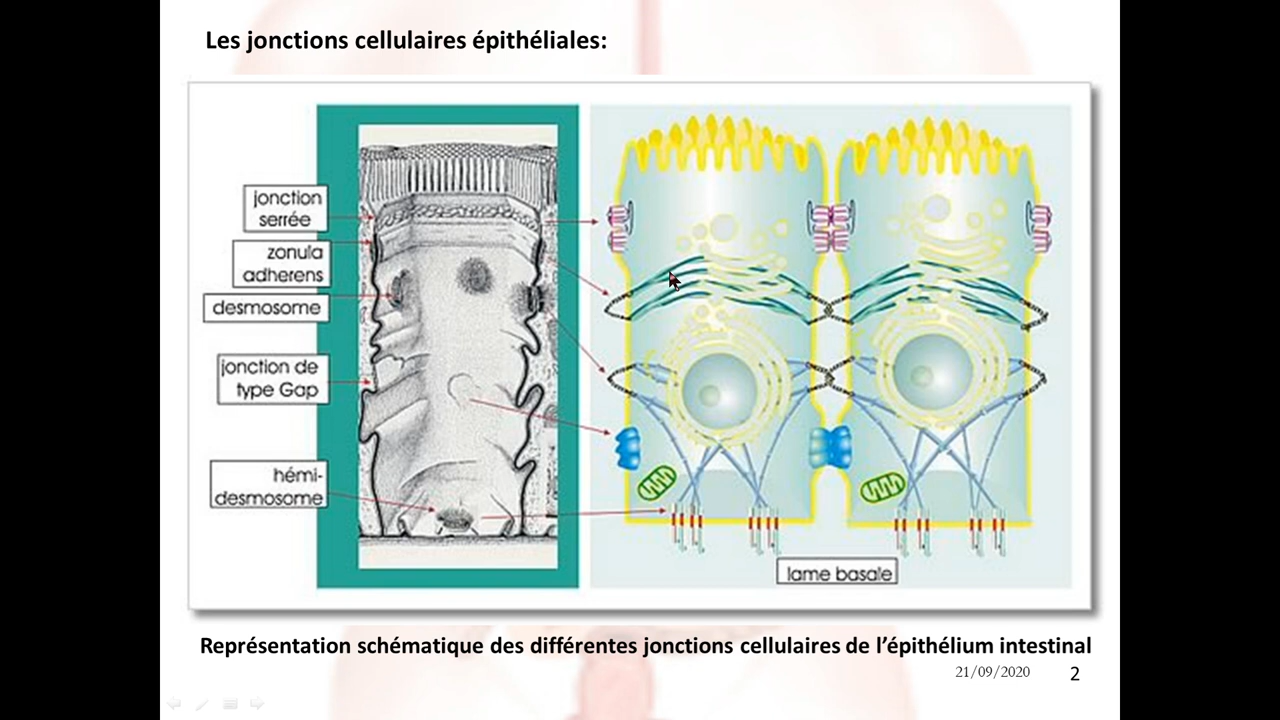 Les jonctions cellulaires épithéliales:
jonction
serrée
zonula
adherens
desmosome
jonction de
type Gap
hémi-
desmosome
lame basale
Représentation schématique des différentes jonctions cellulaires de l’épithélium intestinal
21/09/2020
2